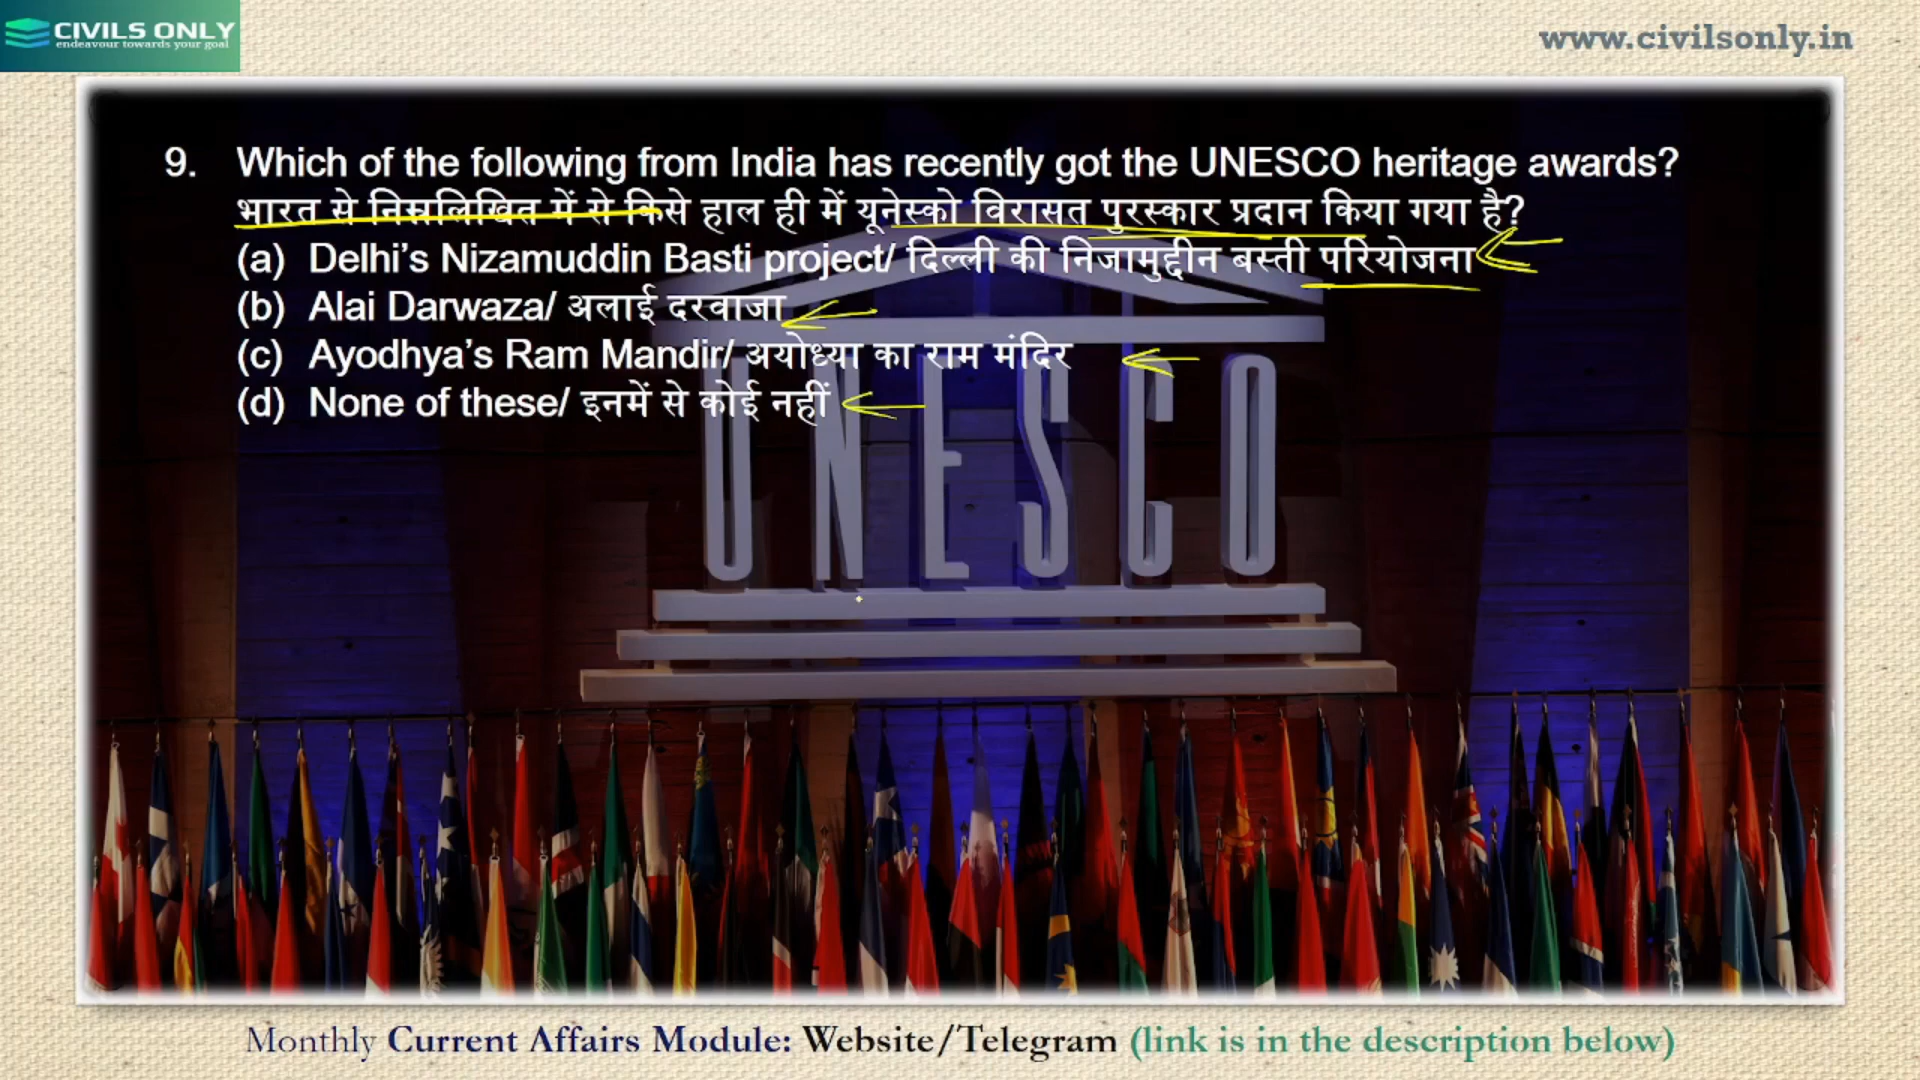 CIVILS ONLY
endeavour towards your goal
www.civilsonly.in
9. Which of the following from India has recently got the UNESCO heritage awards?
भारत से निम्नलिखित में से किसे हाल ही में यूनेस्को विरासत पुरस्कार प्रदान किया गया है?
(a) Delhi’s Nizamuddin Basti project/ दिल्ली की निजामुद्दीन बस्ती परियोजना
(b) Alai Darwaza/ अलाई दरवाजा
(c) Ayodhya’s Ram Mandir/ अयोध्या का राम मंदिर
(d) None of these/ इनमें से कोई नहीं
UNESCO
Monthly Current Affairs Module: Website/Telegram (link is in the description below)